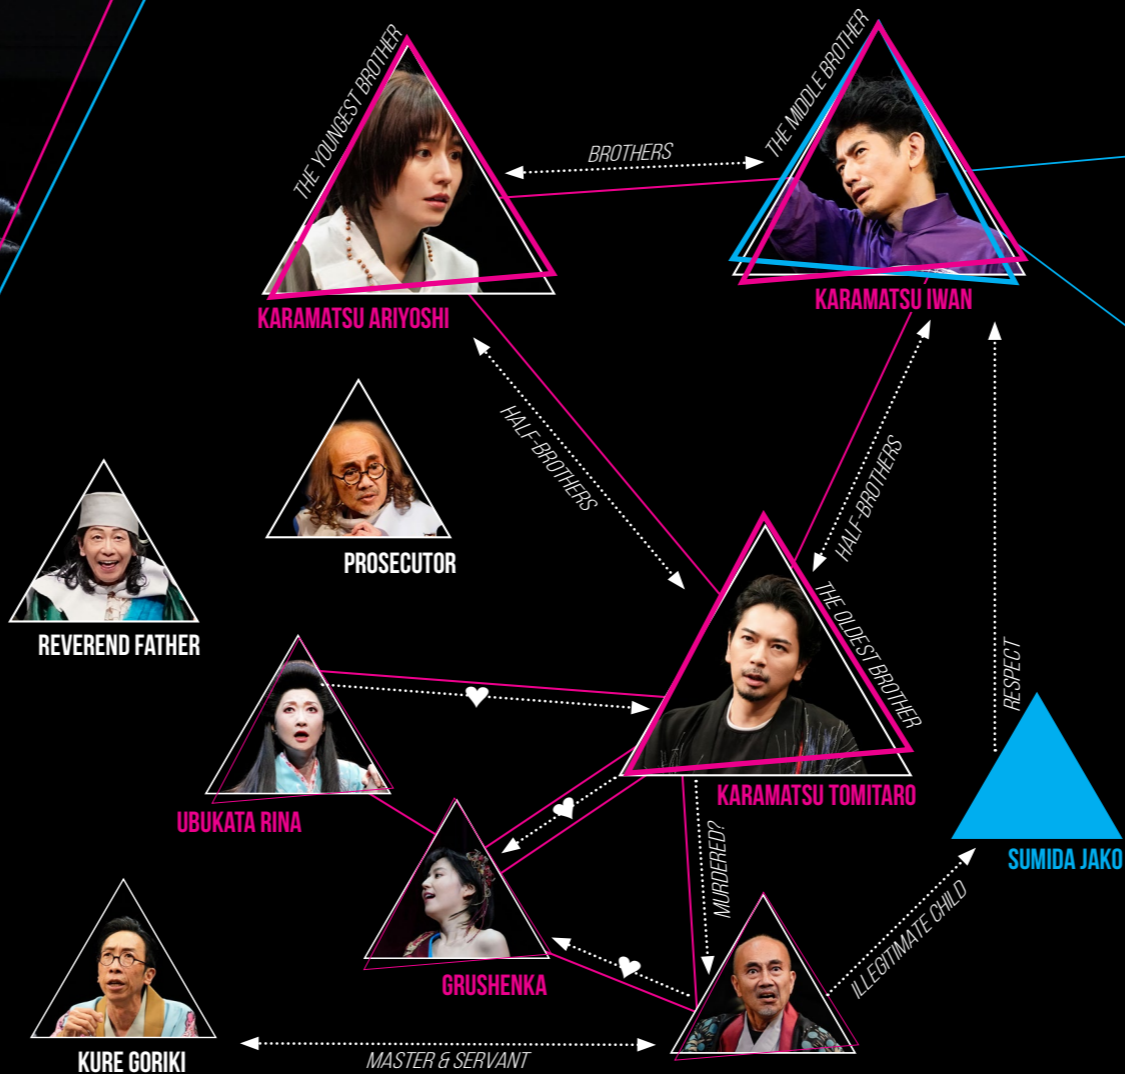 THE YOUNGEST BROTHER
THE MIDDLE BROTHER
BROTHERS
KARAMATSU ARIYOSHI
KARAMATSU IWAN
HALF-BROTHERS
HALF-BROTHERS
PROSECUTOR
REVEREND FATHER
THE OLDEST BROTHER
RESPECT
UBUKATA RINA
KARAMATSU TOMITARO
MURDERED?
SUMIDA JAKO
ILLEGITIMATE CHILD
GRUSHENKA
KURE GORIKI
MASTER & SERVANT